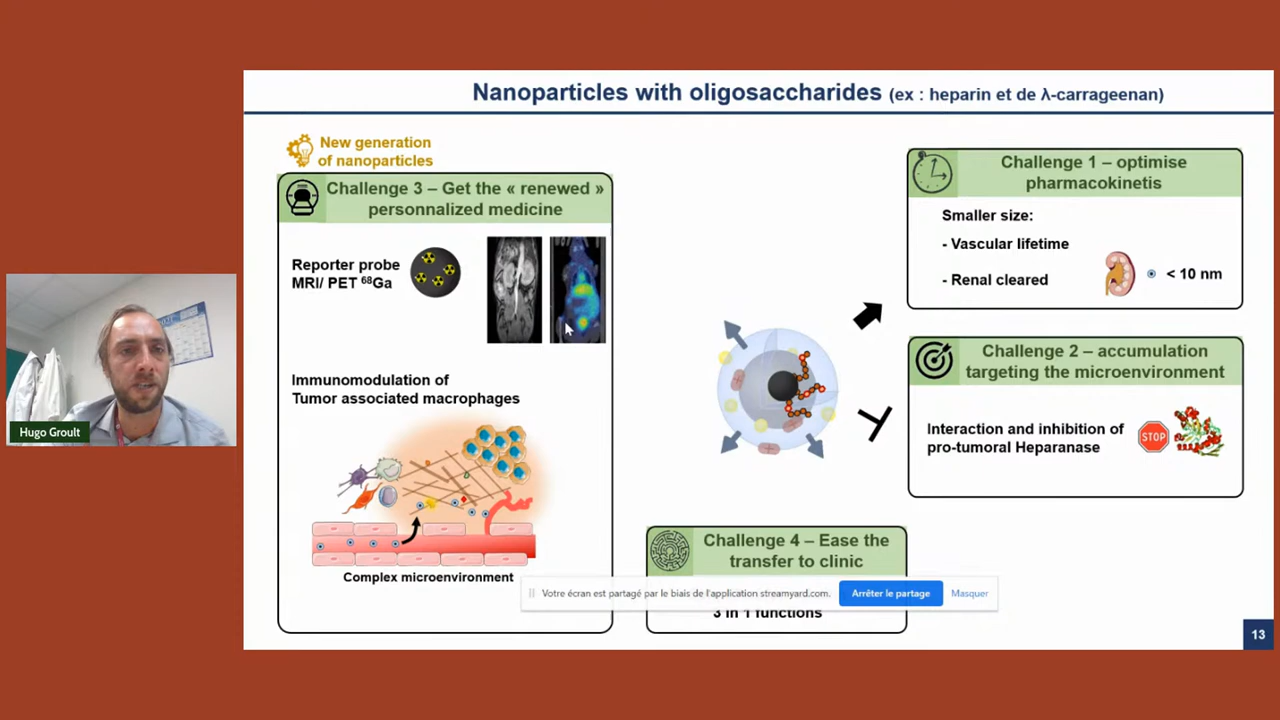 Nanoparticles with oligosaccharides (ex : heparin et de λ-carrageenan)
New generation
of nanoparticles
Challenge 3 – Get the « renewed »
personnalized medicine
Reporter probe
MRI/ PET ⁶⁸Ga
Immunomodulation of
Tumor associated macrophages
Complex microenvironment
Challenge 1 – optimise
pharmacokinetis
Smaller size:
- Vascular lifetime
- Renal cleared
< 10 nm
Challenge 2 – accumulation
targeting the microenvironment
Interaction and inhibition of
pro-tumoral Heparanase
STOP
Challenge 4 – Ease the
transfer to clinic
3 in 1 functions
Votre écran est partagé par le biais de l'application streamyard.com.
Arrêter le partage
Masquer
13
Hugo Groult